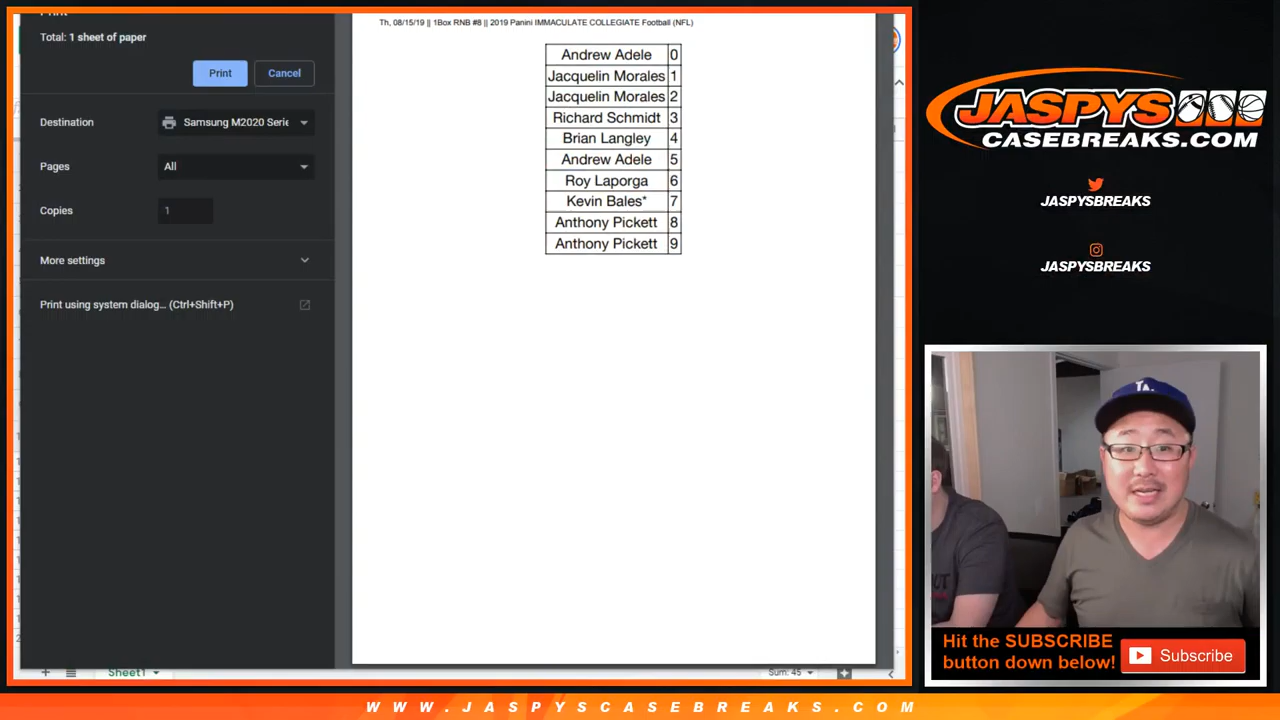 Total: 1 sheet of paper
Print
Cancel
Destination
Samsung M2020 Serie
Pages
All
Copies
1
More settings
Print using system dialog... (Ctrl+Shift+P)
Th, 08/15/19 || 1Box RNB #8 || 2019 Panini IMMACULATE COLLEGIATE Football (NFL)
Andrew Adele 0
Jacquelin Morales 1
Jacquelin Morales 2
Richard Schmidt 3
Brian Langley 4
Andrew Adele 5
Roy Laporga 6
Kevin Bales* 7
Anthony Pickett 8
Anthony Pickett 9
Sheet1
Sum: 45
JASPYS
CASEBREAKS.COM
JASPYSBREAKS
JASPYSBREAKS
Hit the SUBSCRIBE
button down below!
Subscribe
WWW.JASPYSCASEBREAKS.COM